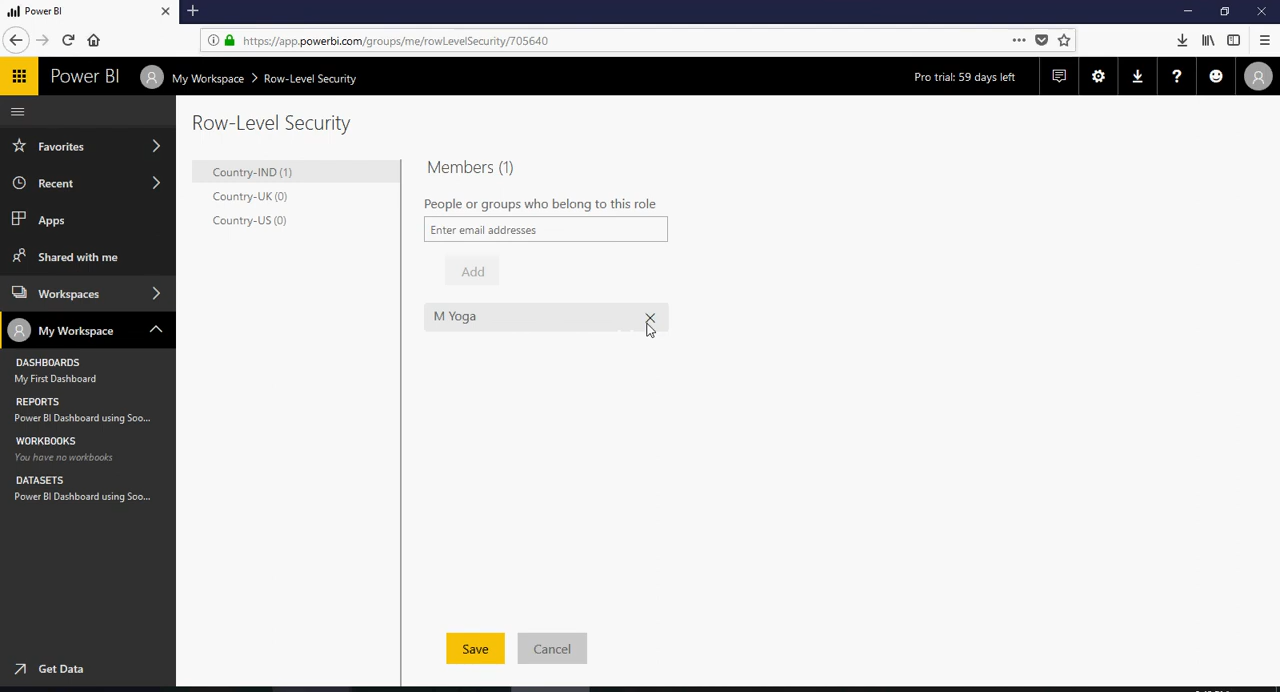 Power BI
https://app.powerbi.com/groups/me/rowLevelSecurity/705640
Power BI
My Workspace > Row-Level Security
Pro trial: 59 days left
Row-Level Security
Favorites
Recent
Apps
Shared with me
Workspaces
My Workspace
DASHBOARDS
My First Dashboard
REPORTS
Power BI Dashboard using Soo...
WORKBOOKS
You have no workbooks
DATASETS
Power BI Dashboard using Soo...
Get Data
Country-IND (1)
Country-UK (0)
Country-US (0)
Members (1)
People or groups who belong to this role
Enter email addresses
Add
M Yoga
Save
Cancel